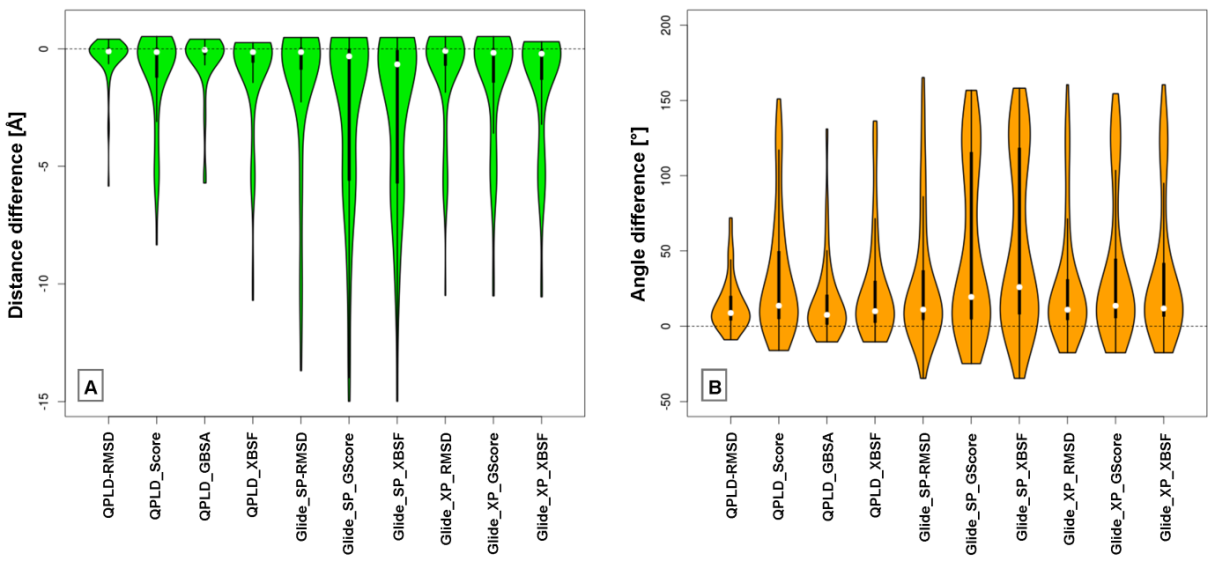 Distance difference [Å]
0
-5
-10
-15
A
QPLD-RMSD
QPLD_Score
QPLD_GBSA
QPLD_XBSF
Glide_SP-RMSD
Glide_SP_GScore
Glide_SP_XBSF
Glide_XP_RMSD
Glide_XP_GScore
Glide_XP_XBSF
Angle difference [°]
200
150
100
50
0
-50
B
QPLD-RMSD
QPLD_Score
QPLD_GBSA
QPLD_XBSF
Glide_SP-RMSD
Glide_SP_GScore
Glide_SP_XBSF
Glide_XP_RMSD
Glide_XP_GScore
Glide_XP_XBSF